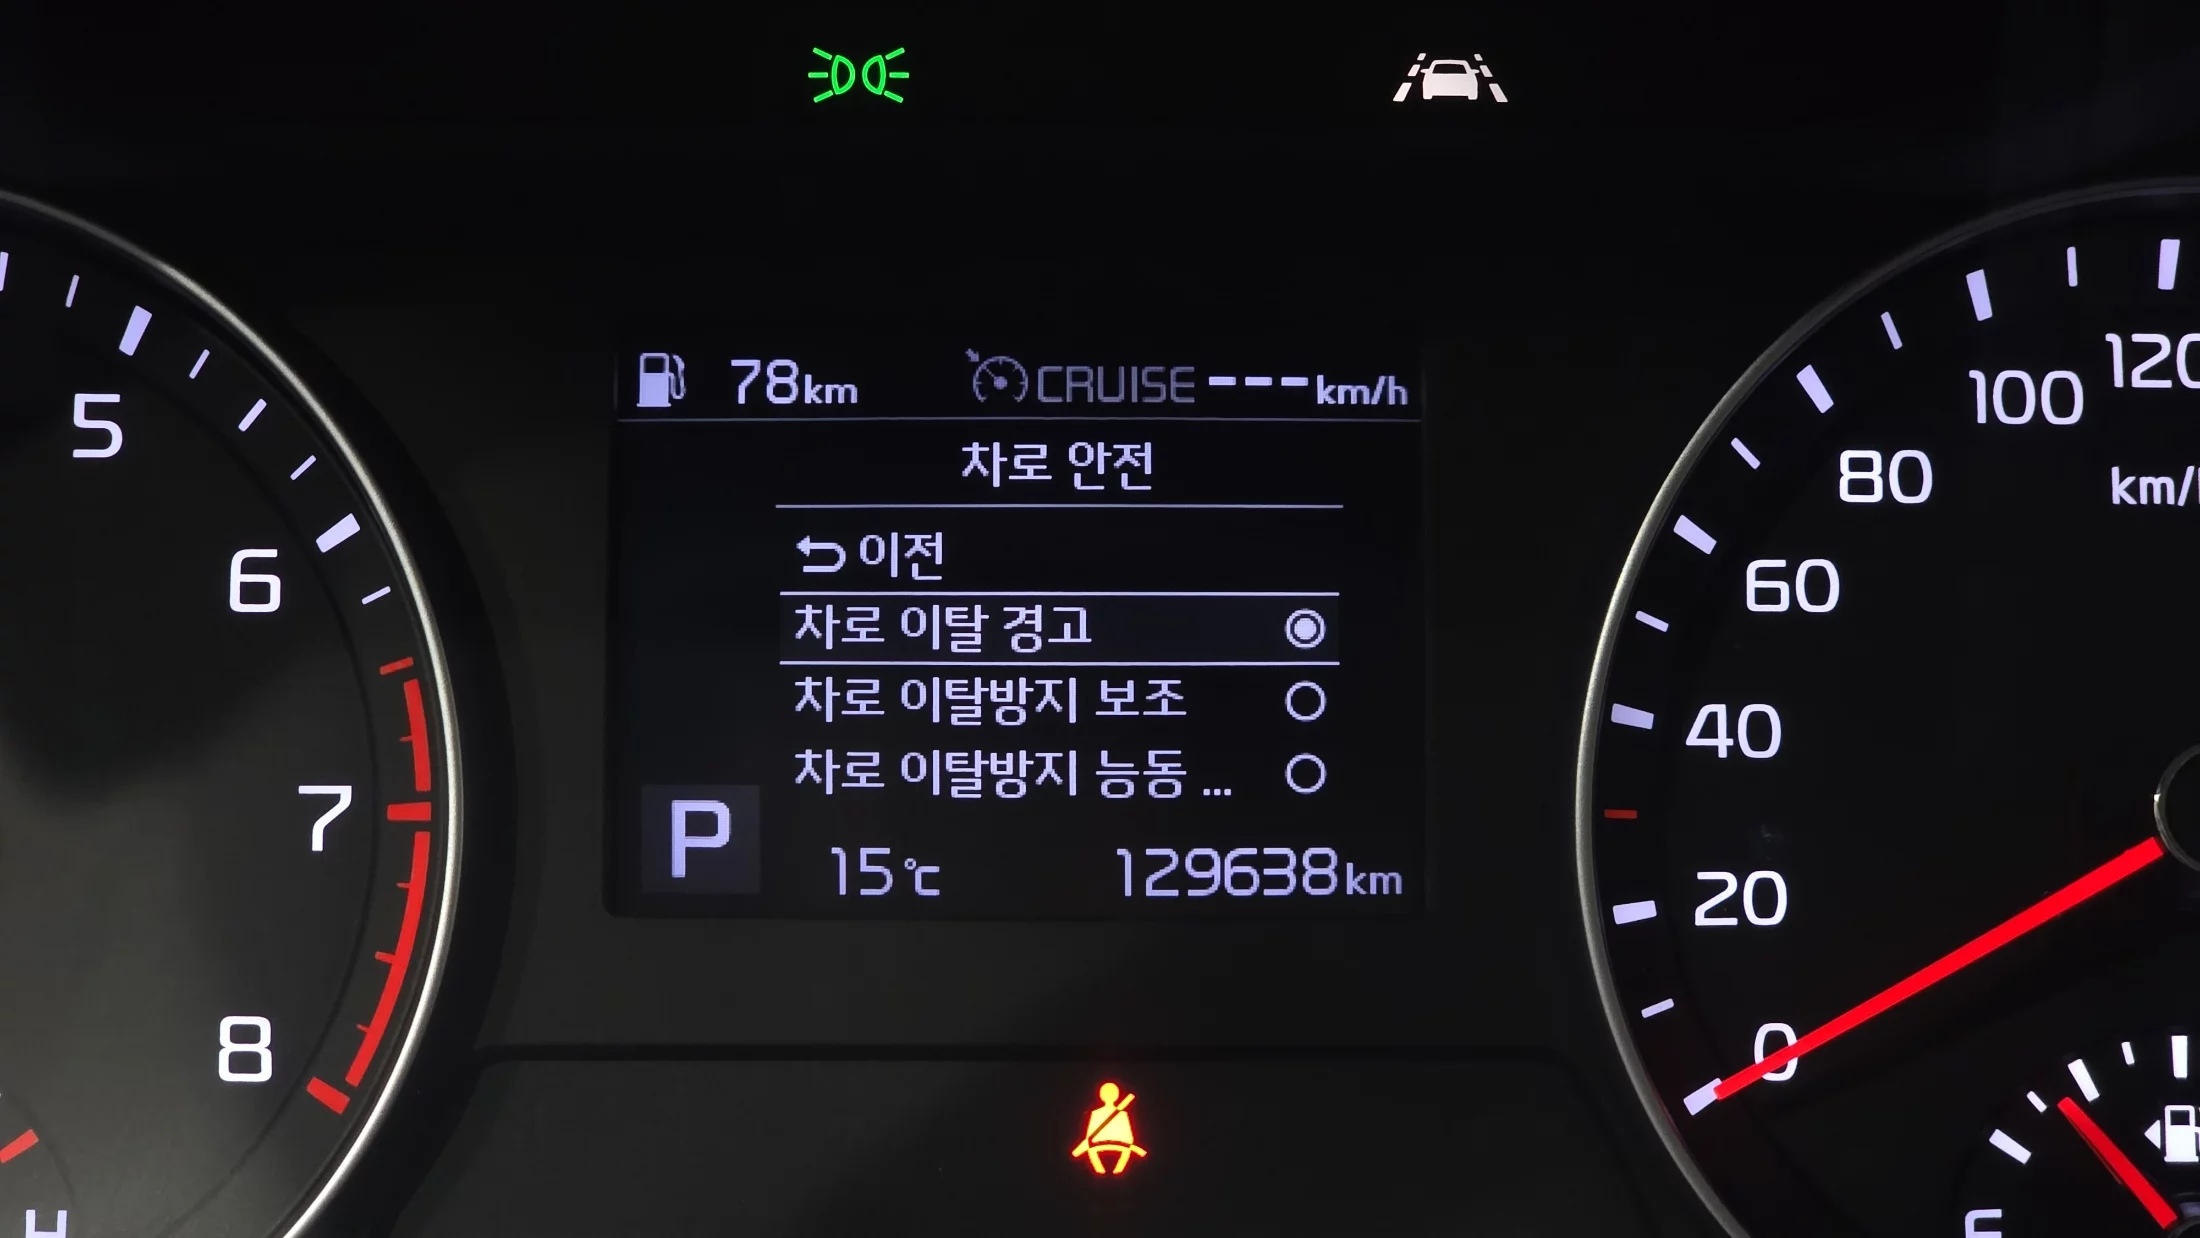 78km CRUISE ---km/h
차로 안전
이전
차로 이탈 경고
차로 이탈방지 보조
차로 이탈방지 능동 ...
P 15℃ 129638km
5
6
7
8
H
120
100
km/
80
60
40
20
0